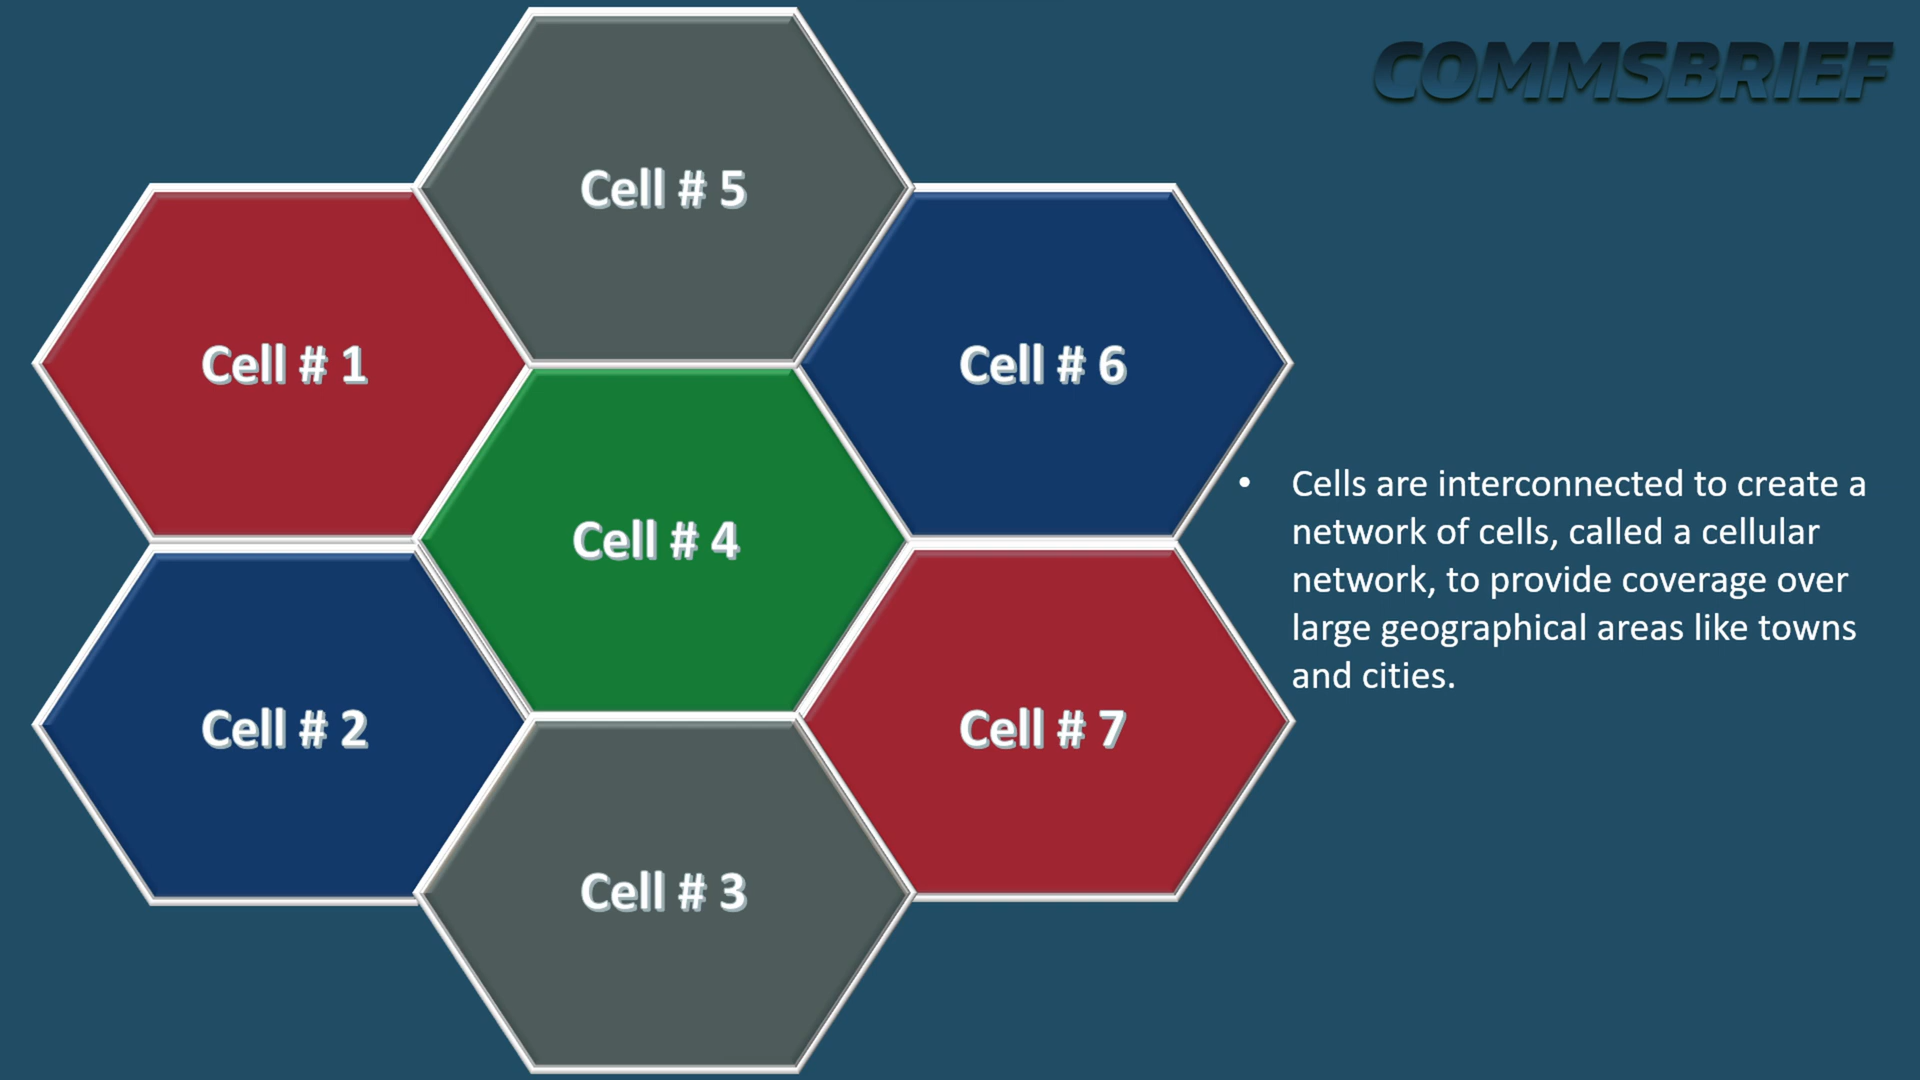 COMMSBRIEF
Cell # 5
Cell # 1
Cell # 6
Cell # 4
Cell # 2
Cell # 7
Cell # 3
• Cells are interconnected to create a
network of cells, called a cellular
network, to provide coverage over
large geographical areas like towns
and cities.